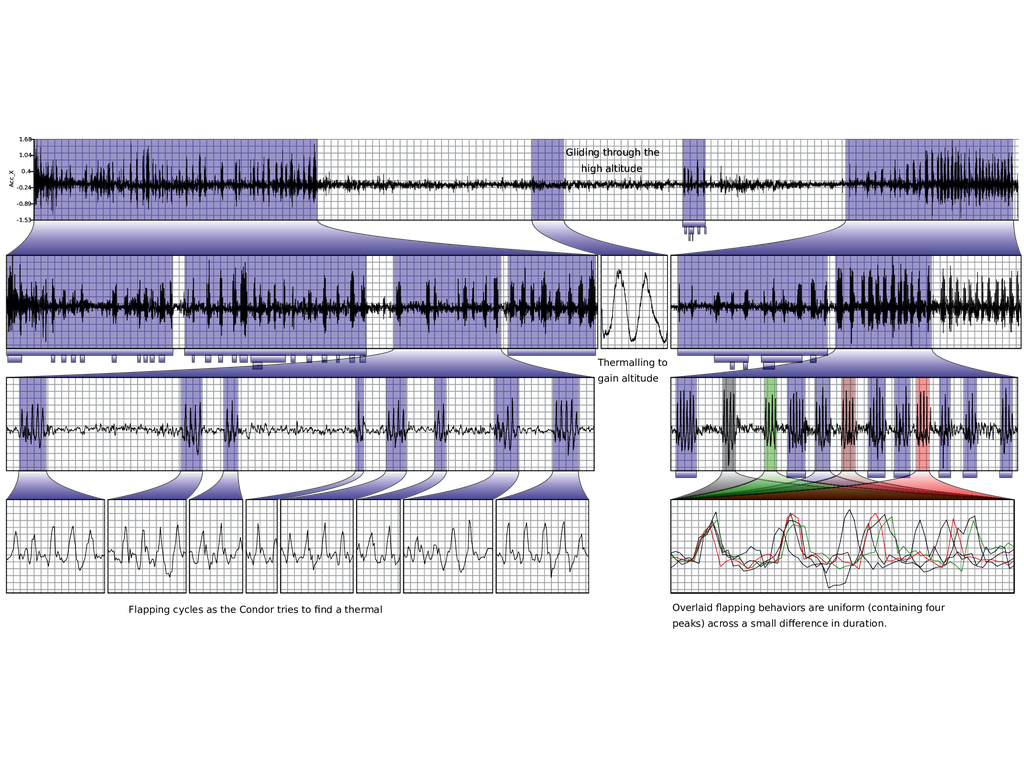 1.68
1.04
0.4
-0.24
-0.89
-1.53
Acc_X
Gliding through the
high altitude
Thermalling to
gain altitude
Flapping cycles as the Condor tries to find a thermal
Overlaid flapping behaviors are uniform (containing four
peaks) across a small difference in duration.